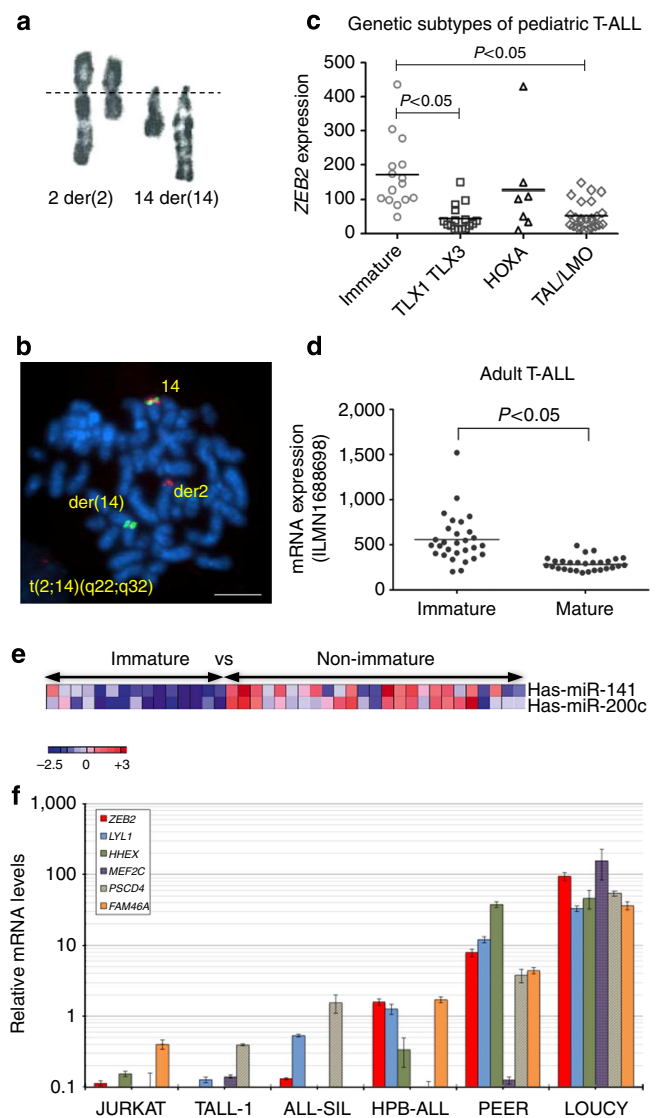 a
2 der(2) 14 der(14)
b
14
der(14)
der2
t(2;14)(q22;q32)
c
Genetic subtypes of pediatric T-ALL
P<0.05
P<0.05
ZEB2 expression
500
400
300
200
100
0
Immature
TLX1 TLX3
HOXA
TAL/LMO
d
Adult T-ALL
P<0.05
mRNA expression
(ILMN1688698)
2,000
1,500
1,000
500
0
Immature Mature
e
Immature vs Non-immature
Has-miR-141
Has-miR-200c
−2.5 0 +3
f
Relative mRNA levels
1,000
100
10
1
0.1
ZEB2
LYL1
HHEX
MEF2C
PSCD4
FAM46A
JURKAT TALL-1 ALL-SIL HPB-ALL PEER LOUCY